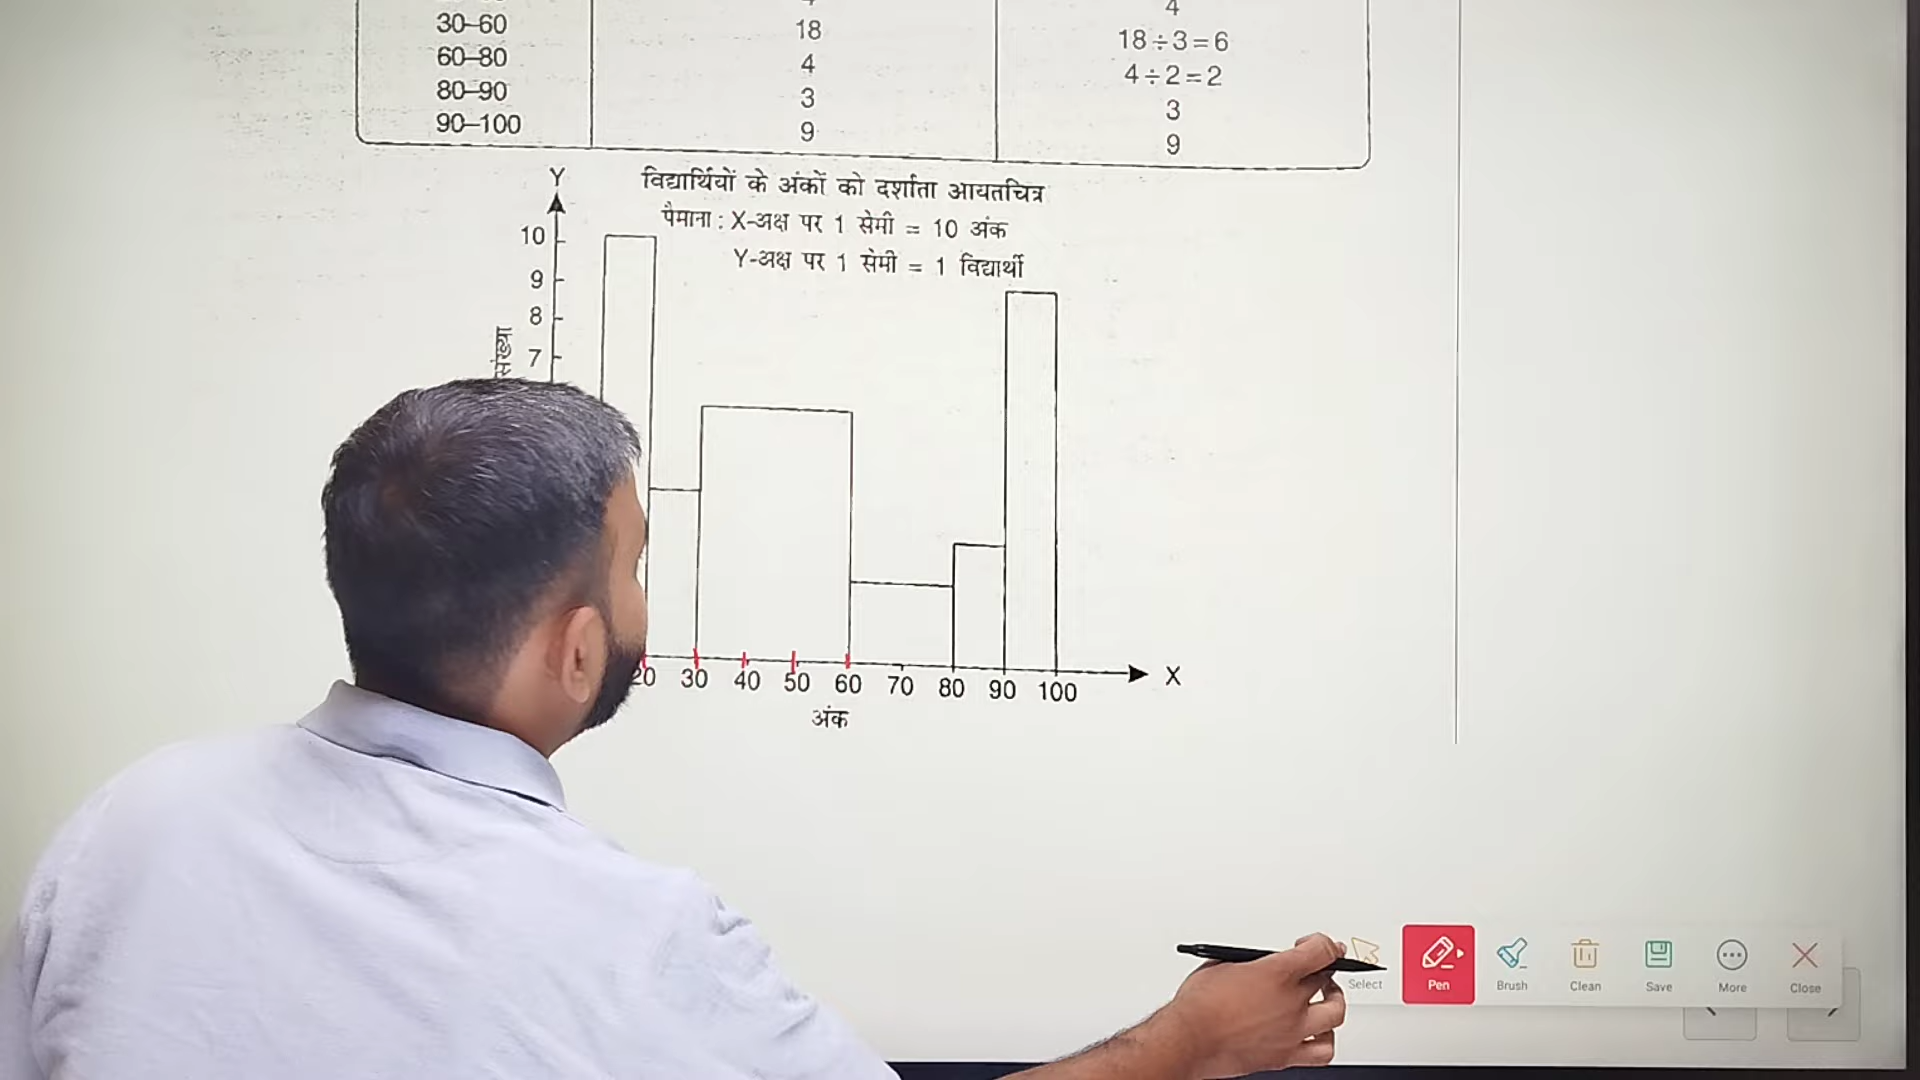 4
30–60 18 18÷3=6
60–80 4 4÷2=2
80–90 3 3
90–100 9 9
विद्यार्थियों के अंकों को दर्शाता आयतचित्र
पैमाना : X-अक्ष पर 1 सेमी = 10 अंक
Y-अक्ष पर 1 सेमी = 1 विद्यार्थी
Y
10
9
8
7
संख्या
20 30 40 50 60 70 80 90 100 X
अंक
Select Pen Brush Clean Save More Close